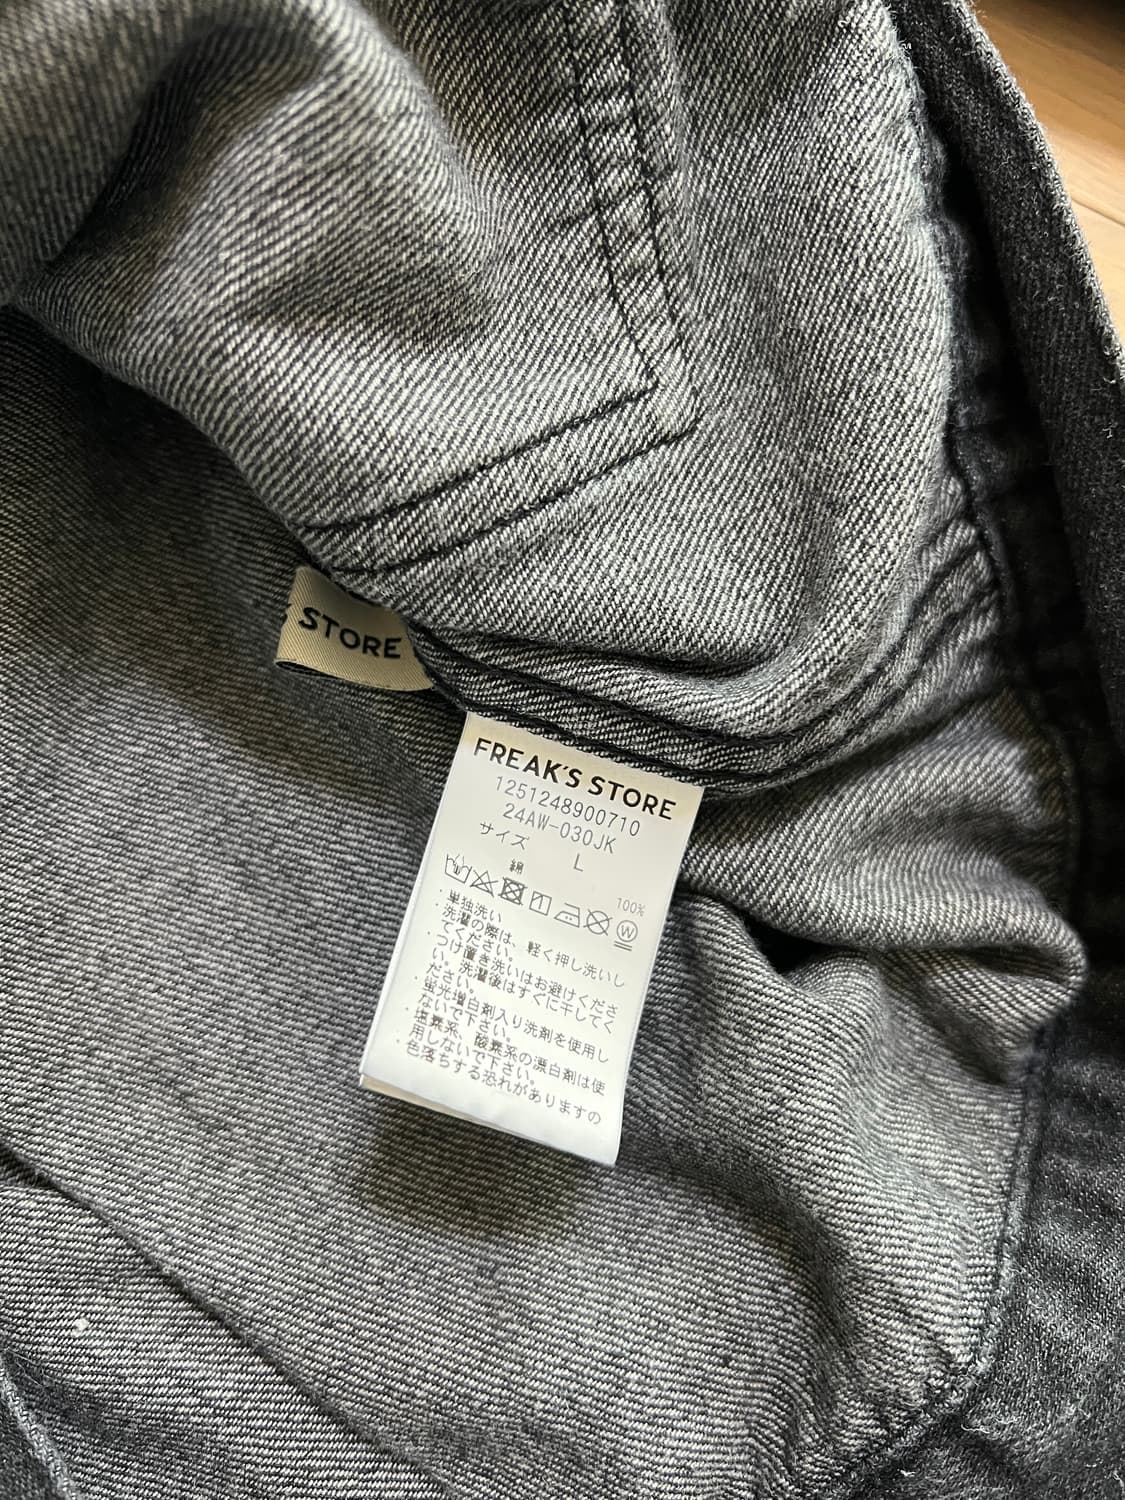 STORE
FREAK'S STORE
1251248900710
24AW-030JK
サイズ L
綿 100%
・単独洗い
・洗濯の際は、軽く押し洗いし
てください。
・つけ置き洗いはお避けくださ
い。洗濯後はすぐに干してく
ださい。
・蛍光増白剤入り洗剤を使用し
ないで下さい。
・塩素系、酸素系の漂白剤は使
用しないで下さい。
・色落ちする恐れがありますの